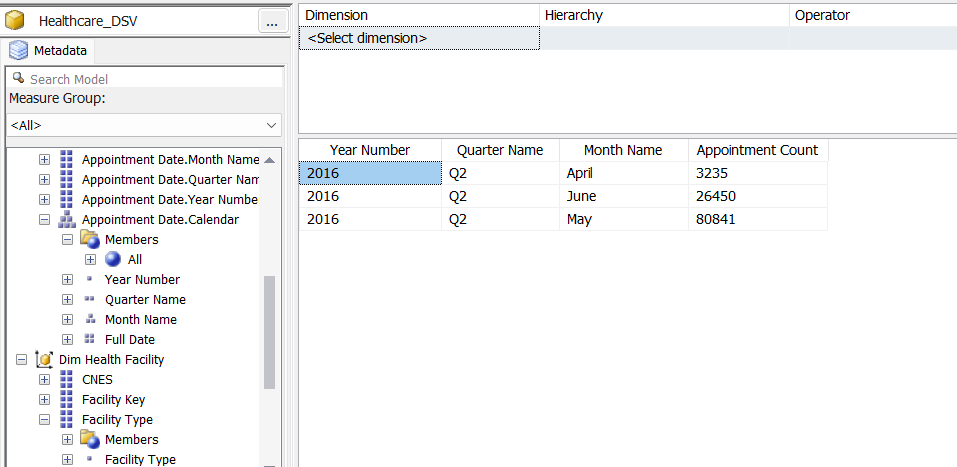 Healthcare_DSV
...
Metadata
Search Model
Measure Group:
<All>
Appointment Date.Month Name
Appointment Date.Quarter Nam
Appointment Date.Year Numbe
Appointment Date.Calendar
Members
All
Year Number
Quarter Name
Month Name
Full Date
Dim Health Facility
CNES
Facility Key
Facility Type
Members
Facility Type
Dimension Hierarchy Operator
<Select dimension>
Year Number Quarter Name Month Name Appointment Count
2016 Q2 April 3235
2016 Q2 June 26450
2016 Q2 May 80841